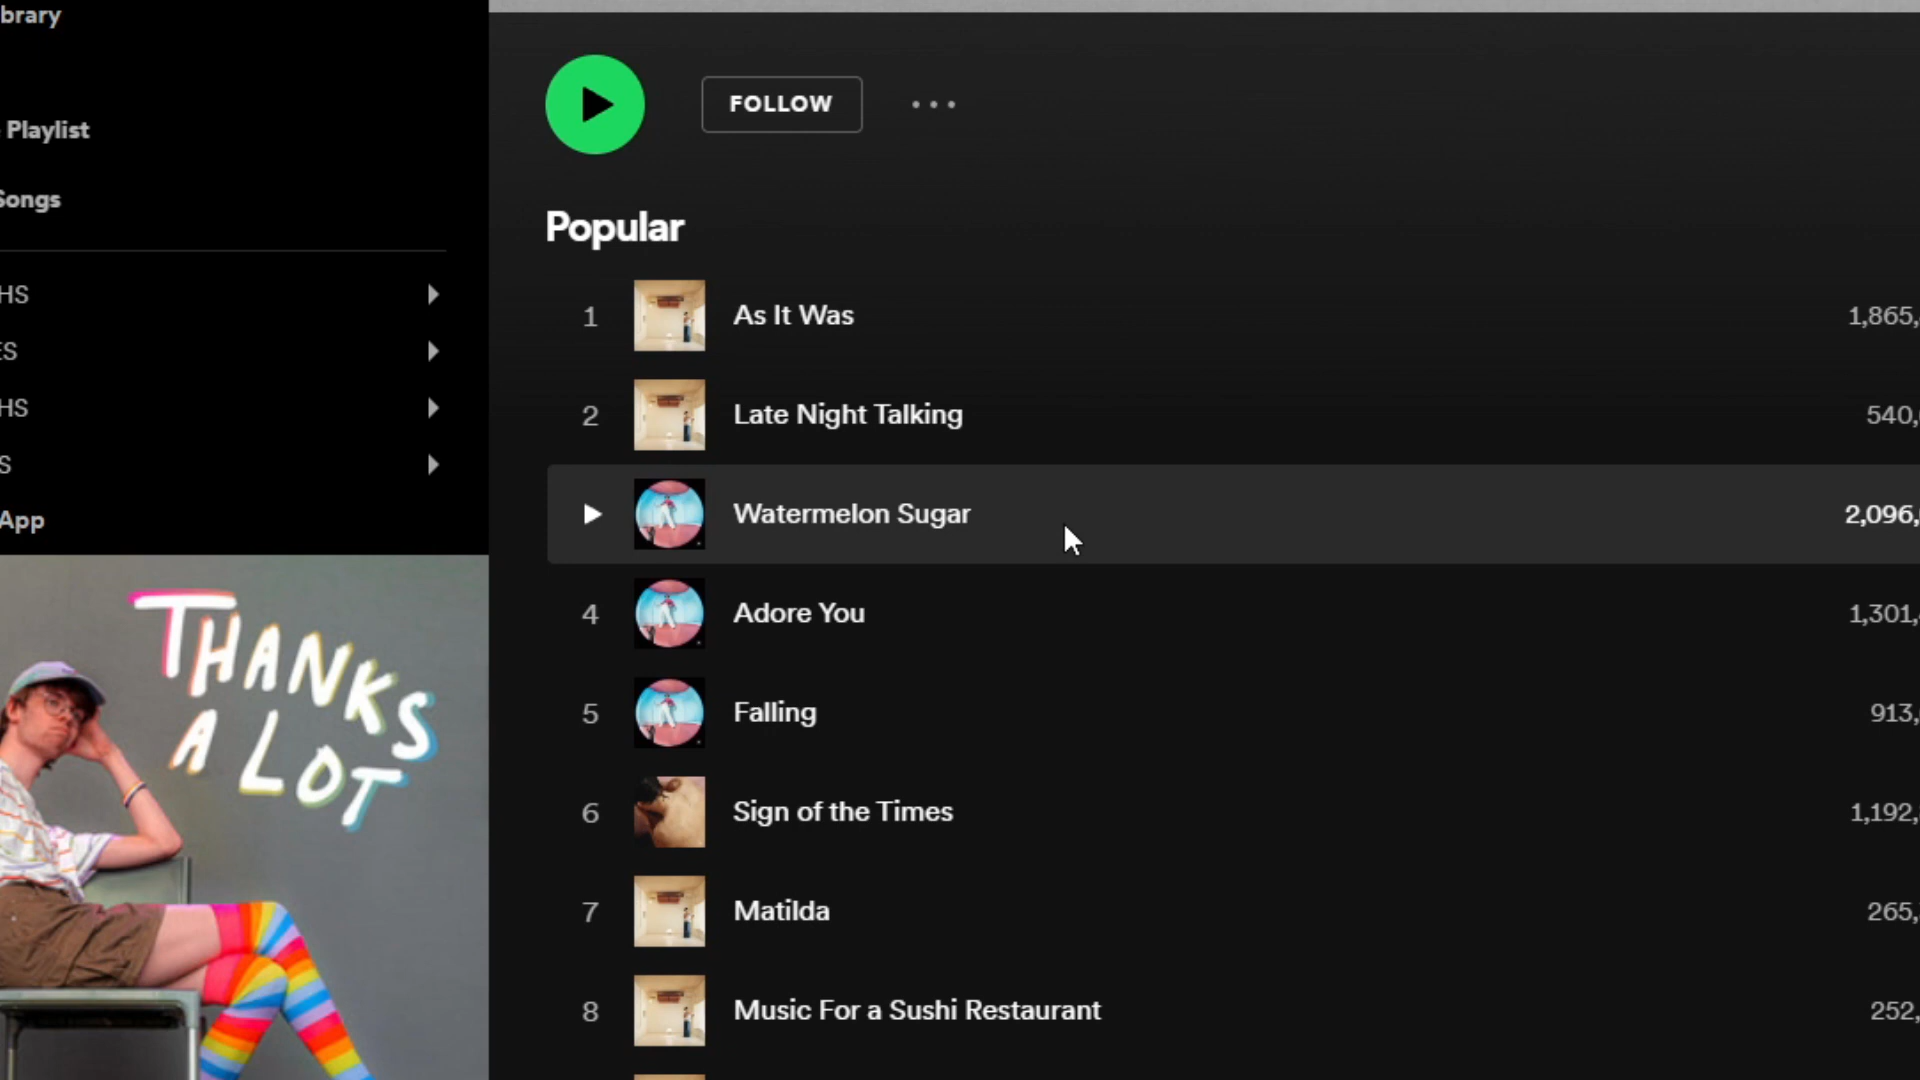 brary
Playlist
Songs
HS
ES
HS
S
App
THANKS
A LOT
FOLLOW
Popular
1 As It Was 1,865,
2 Late Night Talking 540,
Watermelon Sugar 2,096,
4 Adore You 1,301,
5 Falling 913,
6 Sign of the Times 1,192,
7 Matilda 265,
8 Music For a Sushi Restaurant 252,